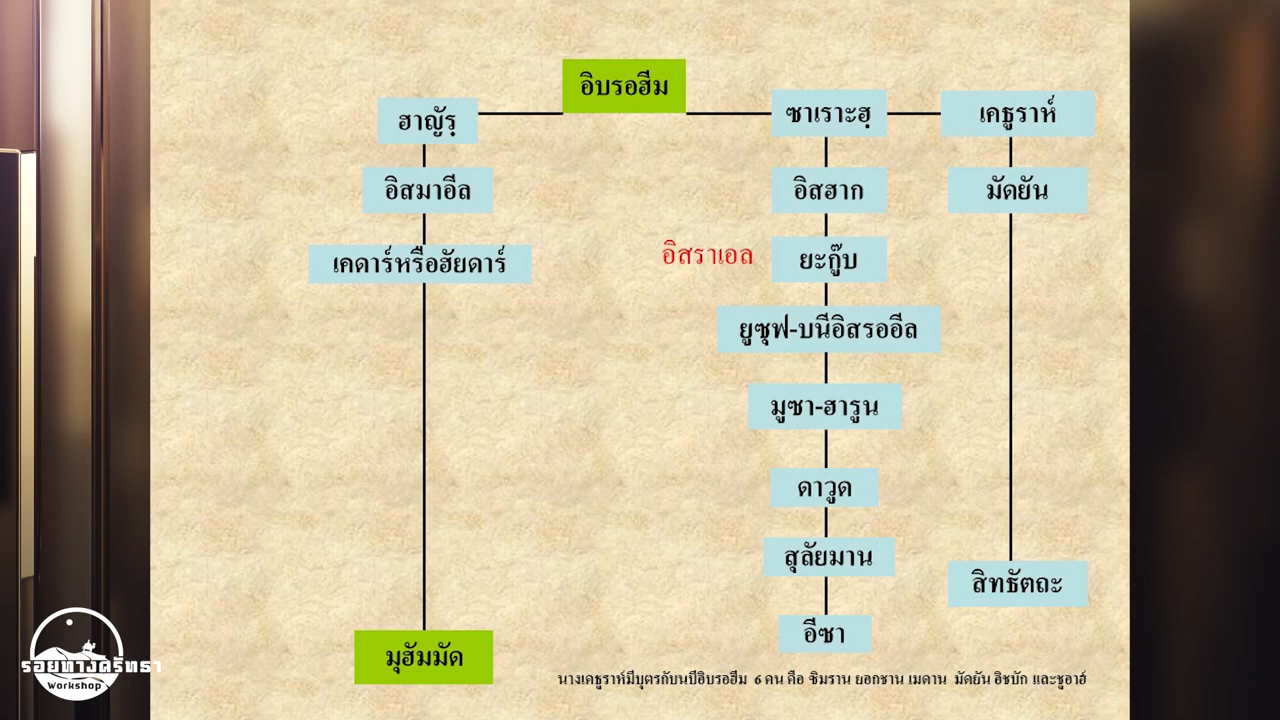 อิบรอฮีม
ฮาญัรฺ
ซาเราะฮฺ
เคธูราห์
อิสมาอีล
อิสฮาก
มัดยัน
เคดาร์หรือฮัยดาร์
อิสราเอล
ยะกู๊บ
ยูซุฟ-บนีอิสรออีล
มูซา-ฮารูน
ดาวูด
สุลัยมาน
สิทธัตถะ
อีซา
มุฮัมมัด
นางเคธูราห์มีบุตรกับนบีอิบรอฮีม 6 คน คือ ซิมราน ยอกชาน เมดาน มัดยัน อิชบัก และชูอาฮ์
รอยทางศรัทธา
Workshop